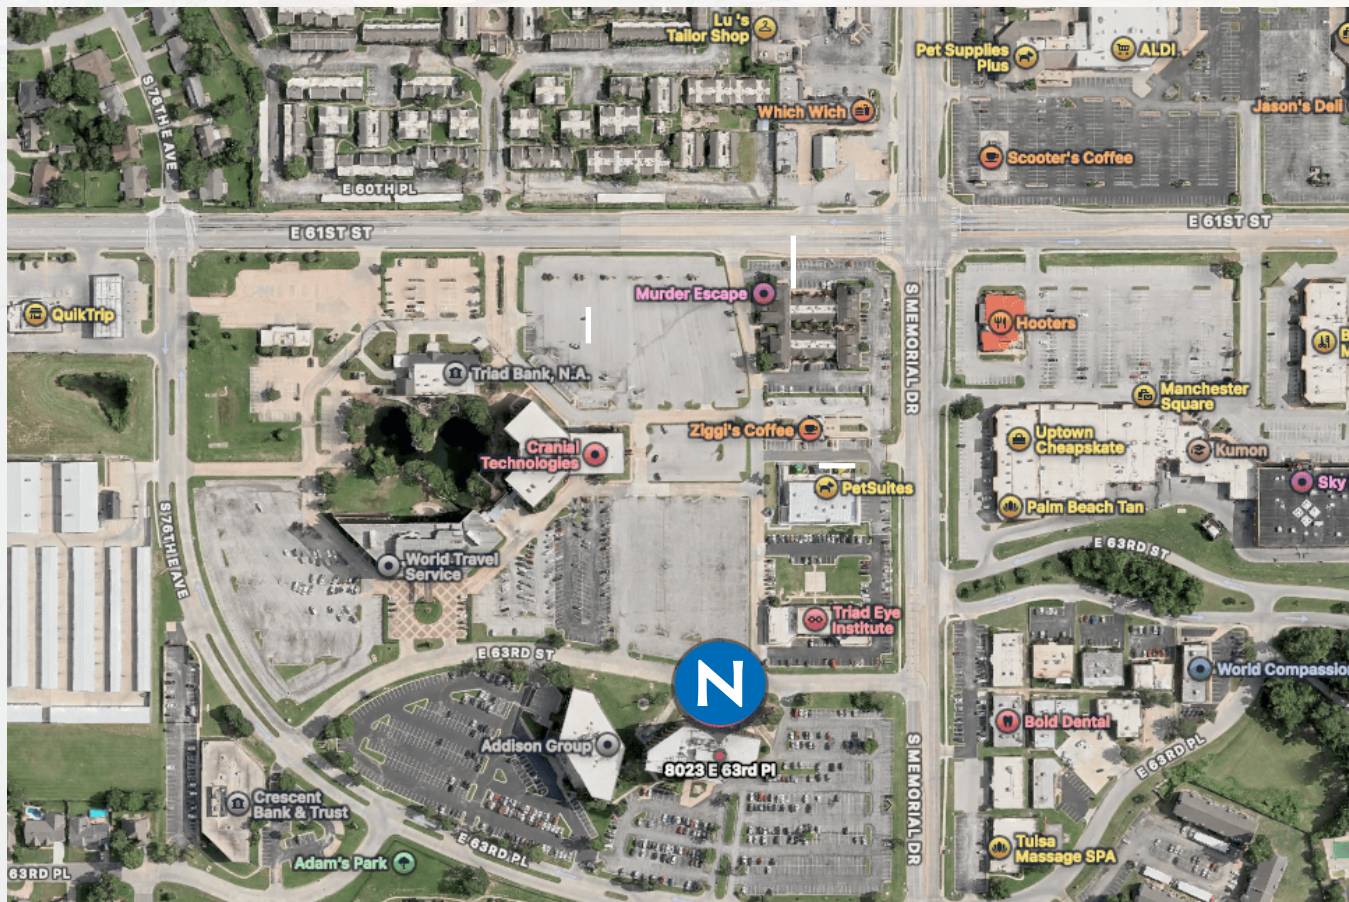 Lu 's
Tailor Shop
Pet Supplies
Plus
ALDI
S 76TH E AVE
Which Wich
Jason's Deli
Scooter's Coffee
E 60TH PL
E 61ST ST
E 61ST ST
Murder Escape
S MEMORIAL DR
QuikTrip
Hooters
Triad Bank, N.A.
Manchester
Square
Ziggi's Coffee
Uptown
Cheapskate
Cranial
Technologies
Kumon
Sky
PetSuites
Palm Beach Tan
S 76TH E AVE
E 63RD ST
World Travel
Service
Triad Eye
Institute
E 63RD ST
World Compassion
N
Bold Dental
Addison Group
8023 E 63rd Pl
E 63RD PL
S MEMORIAL DR
Crescent
Bank & Trust
E 63RD PL
Tulsa
Massage SPA
Adam's Park
63RD PL